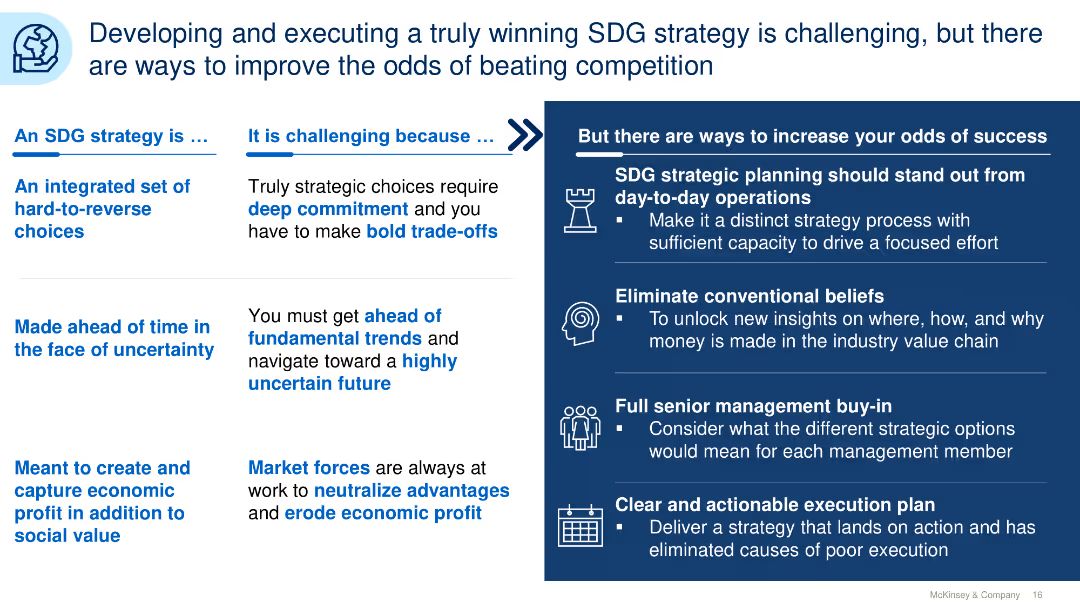 Developing and executing a truly winning SDG strategy is challenging, but there
are ways to improve the odds of beating competition
An SDG strategy is …
It is challenging because …
An integrated set of
hard-to-reverse
choices
Truly strategic choices require
deep commitment and you
have to make bold trade-offs
Made ahead of time in
the face of uncertainty
You must get ahead of
fundamental trends and
navigate toward a highly
uncertain future
Meant to create and
capture economic
profit in addition to
social value
Market forces are always at
work to neutralize advantages
and erode economic profit
But there are ways to increase your odds of success
SDG strategic planning should stand out from
day-to-day operations
▪ Make it a distinct strategy process with
sufficient capacity to drive a focused effort
Eliminate conventional beliefs
▪ To unlock new insights on where, how, and why
money is made in the industry value chain
Full senior management buy-in
▪ Consider what the different strategic options
would mean for each management member
Clear and actionable execution plan
▪ Deliver a strategy that lands on action and has
eliminated causes of poor execution
McKinsey & Company 16